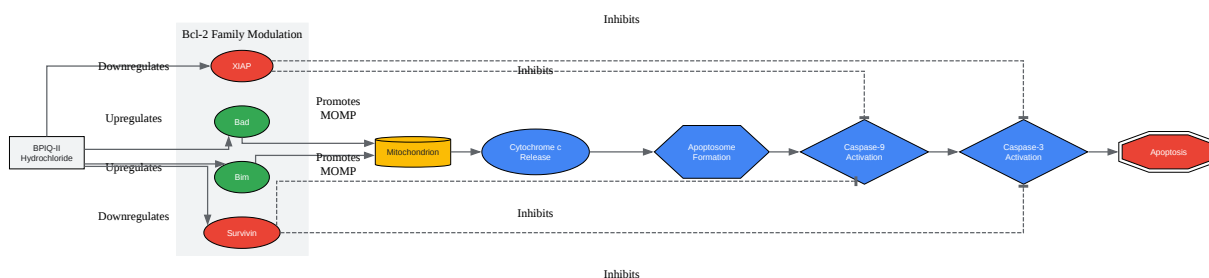 Inhibits
Bcl-2 Family Modulation
Downregulates
XIAP
Inhibits
Upregulates
Bad
Promotes
MOMP
BPIQ-II
Hydrochloride
Mitochondrion
Cytochrome c
Release
Apoptosome
Formation
Caspase-9
Activation
Caspase-3
Activation
Apoptosis
Upregulates
Bim
Promotes
MOMP
Downregulates
Survivin
Inhibits
Inhibits